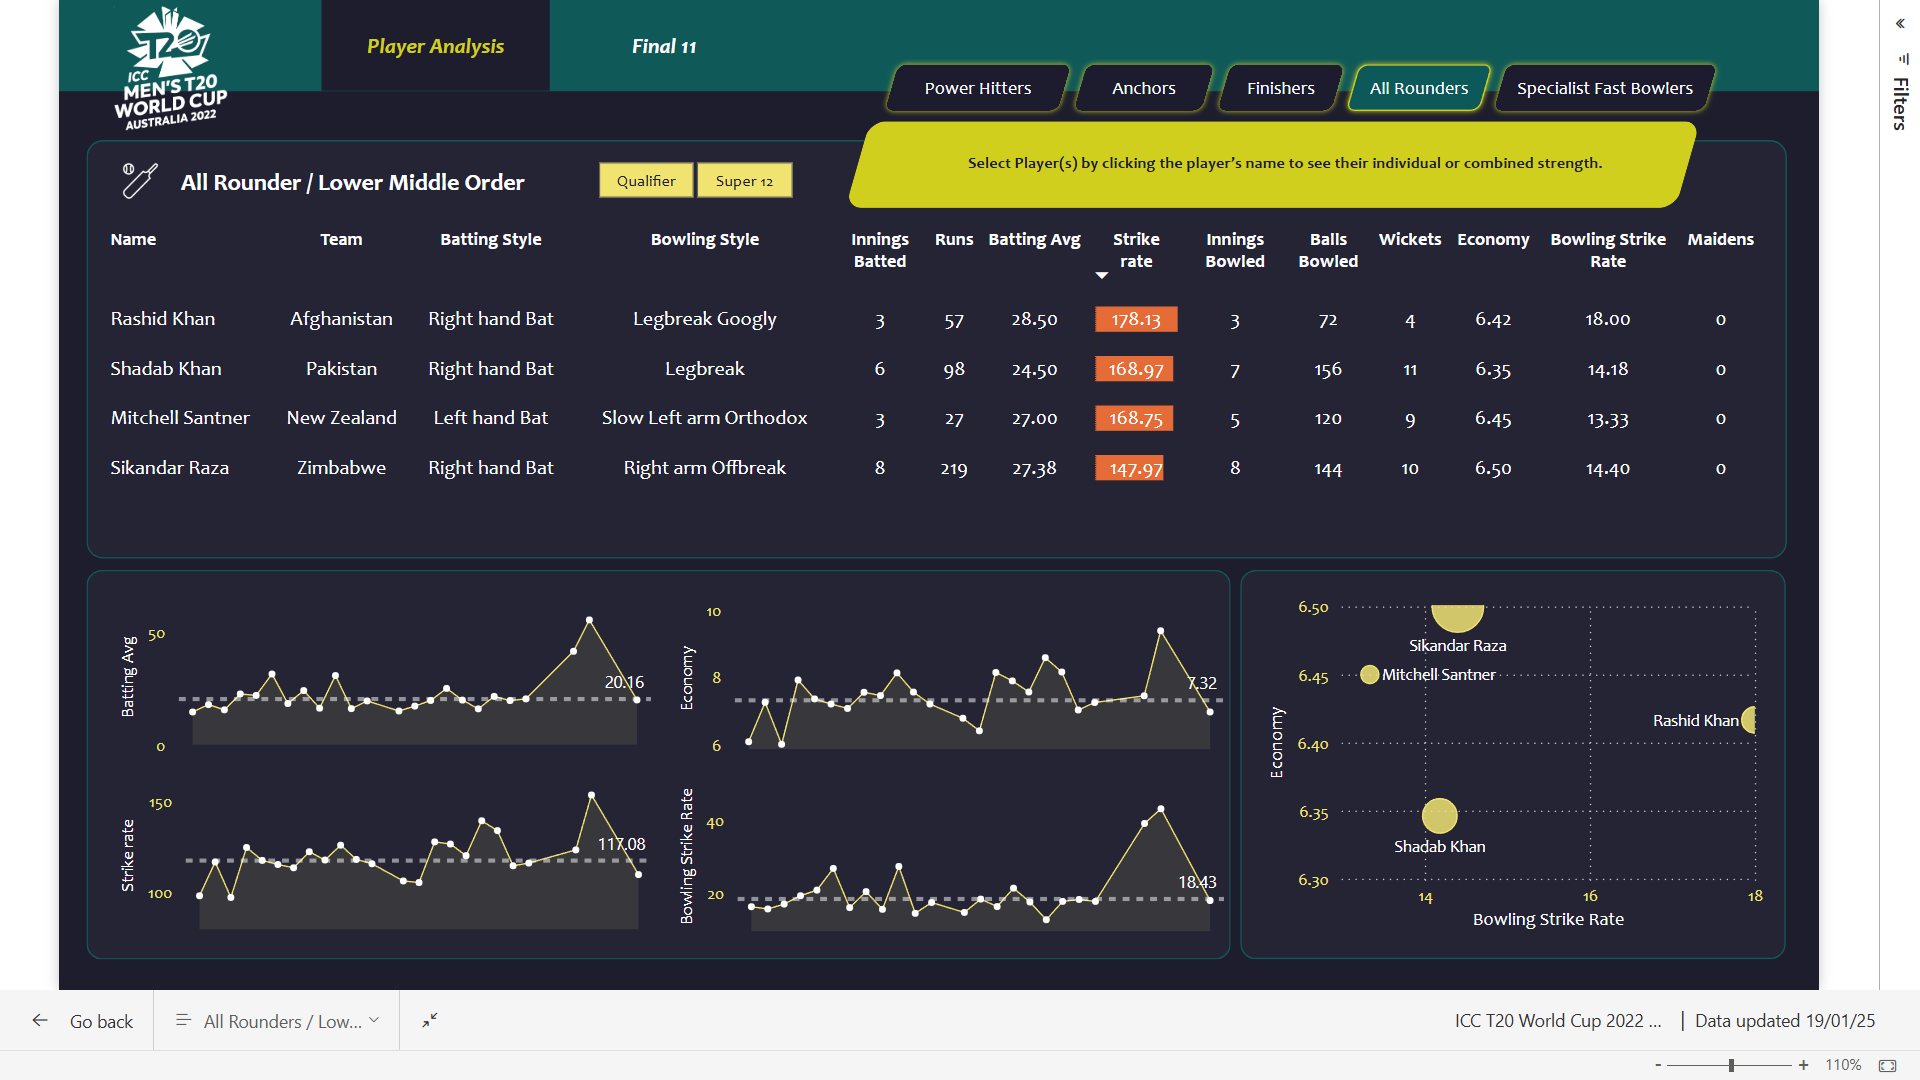 T20
ICC
MEN'S T20
WORLD CUP
AUSTRALIA 2022
Player Analysis
Final 11
Power Hitters
Anchors
Finishers
All Rounders
Specialist Fast Bowlers
«
Filters
Select Player(s) by clicking the player's name to see their individual or combined strength.
All Rounder / Lower Middle Order
Qualifier
Super 12
Name Team Batting Style Bowling Style Innings Batted Runs Batting Avg Strike rate Innings Bowled Balls Bowled Wickets Economy Bowling Strike Rate Maidens
Rashid Khan Afghanistan Right hand Bat Legbreak Googly 3 57 28.50 178.13 3 72 4 6.42 18.00 0
Shadab Khan Pakistan Right hand Bat Legbreak 6 98 24.50 168.97 7 156 11 6.35 14.18 0
Mitchell Santner New Zealand Left hand Bat Slow Left arm Orthodox 3 27 27.00 168.75 5 120 9 6.45 13.33 0
Sikandar Raza Zimbabwe Right hand Bat Right arm Offbreak 8 219 27.38 147.97 8 144 10 6.50 14.40 0
Batting Avg
50
0
20.16
Economy
10
8
6
7.32
Strike rate
150
100
117.08
Bowling Strike Rate
40
20
18.43
Economy
6.50
6.45
6.40
6.35
6.30
Sikandar Raza
Mitchell Santner
Rashid Khan
Shadab Khan
14 16 18
Bowling Strike Rate
Go back
All Rounders / Low...
ICC T20 World Cup 2022 ... | Data updated 19/01/25
- + 110%